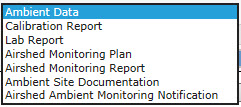 Ambient Data
Calibration Report
Lab Report
Airshed Monitoring Plan
Airshed Monitoring Report
Ambient Site Documentation
Airshed Ambient Monitoring Notification